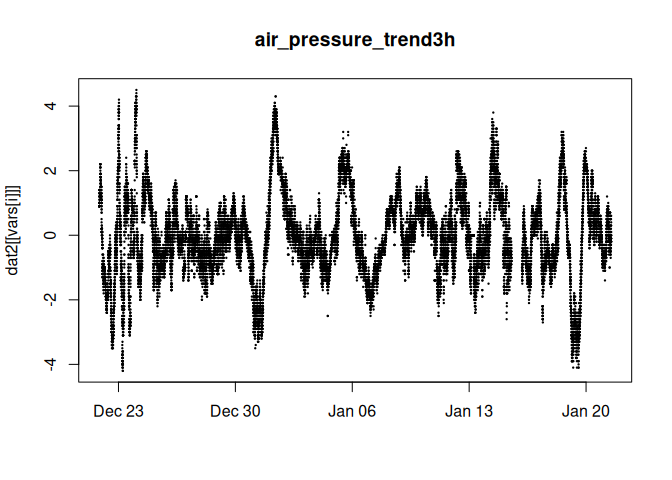 air_pressure_trend3h
dat2[[vars[i]]]
4
2
0
-2
-4
Dec 23
Dec 30
Jan 06
Jan 13
Jan 20